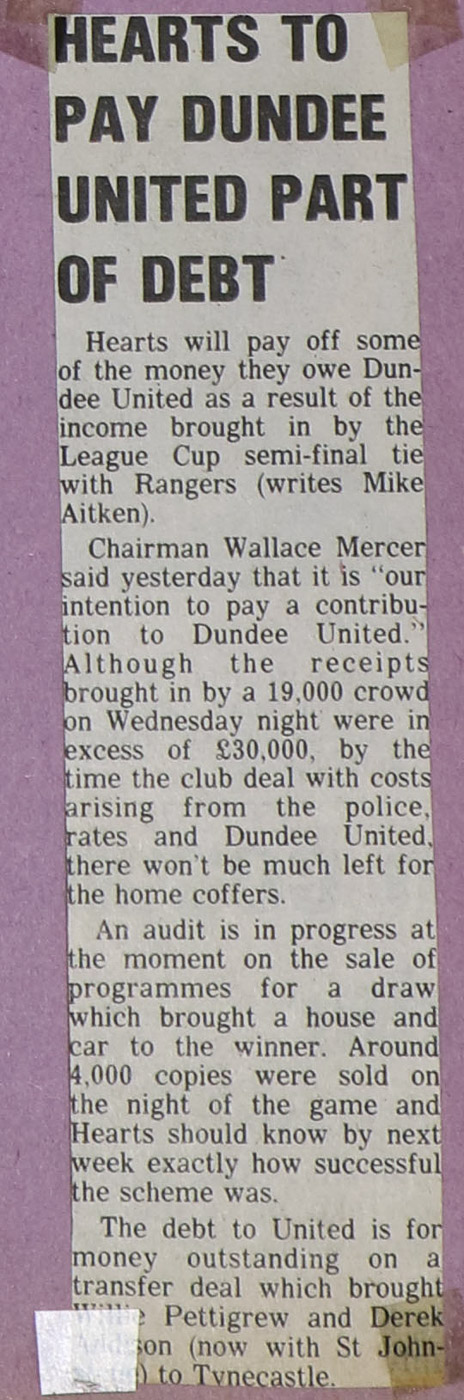 HEARTS TO
PAY DUNDEE
UNITED PART
OF DEBT
Hearts will pay off some
of the money they owe Dun-
dee United as a result of the
income brought in by the
League Cup semi-final tie
with Rangers (writes Mike
Aitken).
Chairman Wallace Mercer
said yesterday that it is "our
intention to pay a contribu-
tion to Dundee United."
Although the receipts
brought in by a 19,000 crowd
on Wednesday night were in
excess of £30,000, by the
time the club deal with costs
arising from the police,
rates and Dundee United,
there won't be much left for
the home coffers.
An audit is in progress at
the moment on the sale of
programmes for a draw
which brought a house and
car to the winner. Around
4,000 copies were sold on
the night of the game and
Hearts should know by next
week exactly how successful
the scheme was.
The debt to United is for
money outstanding on a
transfer deal which brought
Willie Pettigrew and Derek
(now with St John-
to Tynecastle.